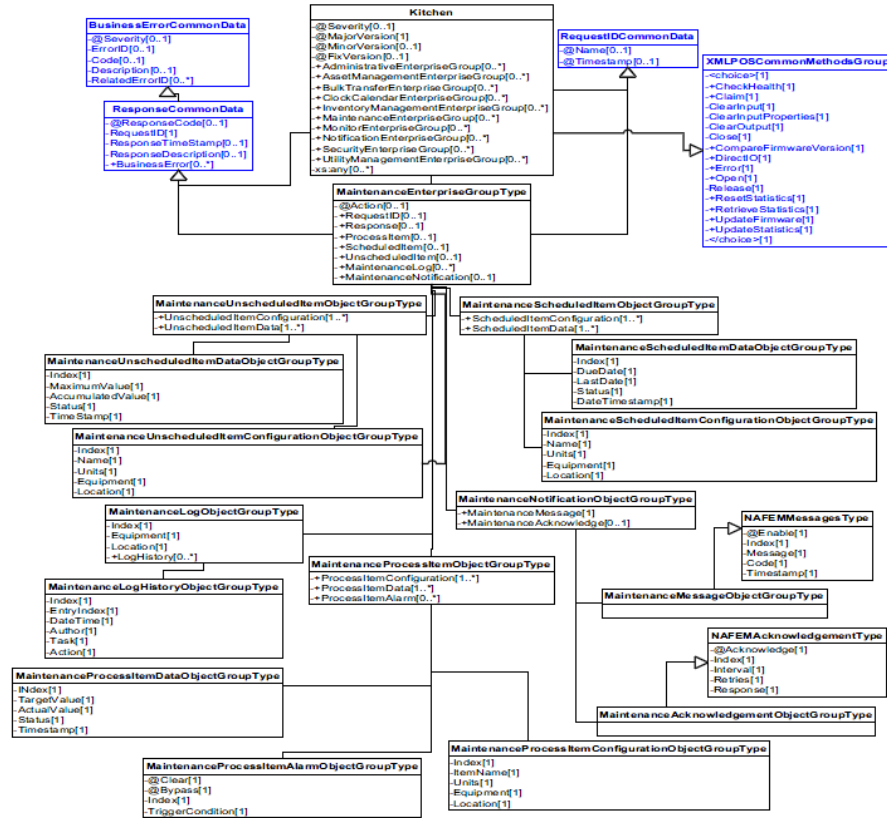 BusinessErrorCommonData
-@Severity[0..1]
-ErrorID[0..1]
-Code[0..1]
-Description[0..1]
-RelatedErrorID[0..*]
ResponseCommonData
-@ResponseCode[0..1]
-RequestID[1]
-ResponseTimeStamp[0..1]
-ResponseDescription[0..1]
-+BusinessError[0..*]
Kitchen
-@Severity[0..1]
-@MajorVersion[1]
-@MinorVersion[0..1]
-@FixVersion[0..1]
-+AdministrativeEnterpriseGroup[0..*]
-+AssetManagementEnterpriseGroup[0..*]
-+BulkTransferEnterpriseGroup[0..*]
-+ClockCalendarEnterpriseGroup[0..*]
-+InventoryManagementEnterpriseGroup[0..*]
-+MaintenanceEnterpriseGroup[0..*]
-+MonitorEnterpriseGroup[0..*]
-+NotificationEnterpriseGroup[0..*]
-+SecurityEnterpriseGroup[0..*]
-+UtilityManagementEnterpriseGroup[0..*]
-xs:any[0..*]
RequestIDCommonData
-@Name[0..1]
-@Timestamp[0..1]
XMLPOSCommonMethodsGroup
-<choice>[1]
-+CheckHealth[1]
-+Claim[1]
-ClearInput[1]
-ClearInputProperties[1]
-ClearOutput[1]
-Close[1]
-+CompareFirmwareVersion[1]
-+DirectIO[1]
-+Error[1]
-+Open[1]
-Release[1]
-+ResetStatistics[1]
-+RetrieveStatistics[1]
-+UpdateFirmware[1]
-+UpdateStatistics[1]
-</choice>[1]
MaintenanceEnterpriseGroupType
-@Action[0..1]
-+RequestID[0..1]
-+Response[0..1]
-+ProcessItem[0..1]
-+ScheduledItem[0..1]
-+UnscheduledItem[0..1]
-+MaintenanceLog[0..*]
-+MaintenanceNotification[0..1]
MaintenanceUnscheduledItemObjectGroupType
-+UnscheduledItemConfiguration[1..*]
-+UnscheduledItemData[1..*]
MaintenanceScheduledItemObjectGroupType
-+ScheduledItemConfiguration[1..*]
-+ScheduledItemData[1..*]
MaintenanceUnscheduledItemDataObjectGroupType
-Index[1]
-MaximumValue[1]
-AccumulatedValue[1]
-Status[1]
-TimeStamp[1]
MaintenanceScheduledItemDataObjectGroupType
-Index[1]
-DueDate[1]
-LastDate[1]
-Status[1]
-DateTimestamp[1]
MaintenanceUnscheduledItemConfigurationObjectGroupType
-Index[1]
-Name[1]
-Units[1]
-Equipment[1]
-Location[1]
MaintenanceScheduledItemConfigurationObjectGroupType
-Index[1]
-Name[1]
-Units[1]
-Equipment[1]
-Location[1]
MaintenanceLogObjectGroupType
-Index[1]
-Equipment[1]
-Location[1]
-+LogHistory[0..*]
MaintenanceNotificationObjectGroupType
-+MaintenanceMessage[1]
-+MaintenanceAcknowledge[0..1]
NAFEMMessagesType
-@Enable[1]
-Index[1]
-Message[1]
-Code[1]
-Timestamp[1]
MaintenanceProcessItemObjectGroupType
-+ProcessItemConfiguration[1..*]
-+ProcessItemData[1..*]
-+ProcessItemAlarm[0..*]
MaintenanceLogHistoryObjectGroupType
-Index[1]
-EntryIndex[1]
-DateTime[1]
-Author[1]
-Task[1]
-Action[1]
MaintenanceMessageObjectGroupType
NAFEMAcknowledgementType
-@Acknowledge[1]
-Index[1]
-Interval[1]
-Retries[1]
-Response[1]
MaintenanceProcessItemDataObjectGroupType
-INdex[1]
-TargetValue[1]
-ActualValue[1]
-Status[1]
-Timestamp[1]
MaintenanceAcknowledgementObjectGroupType
MaintenanceProcessItemAlarmObjectGroupType
-@Clear[1]
-@Bypass[1]
-Index[1]
-TriggerCondition[1]
MaintenanceProcessItemConfigurationObjectGroupType
-Index[1]
-ItemName[1]
-Units[1]
-Equipment[1]
-Location[1]